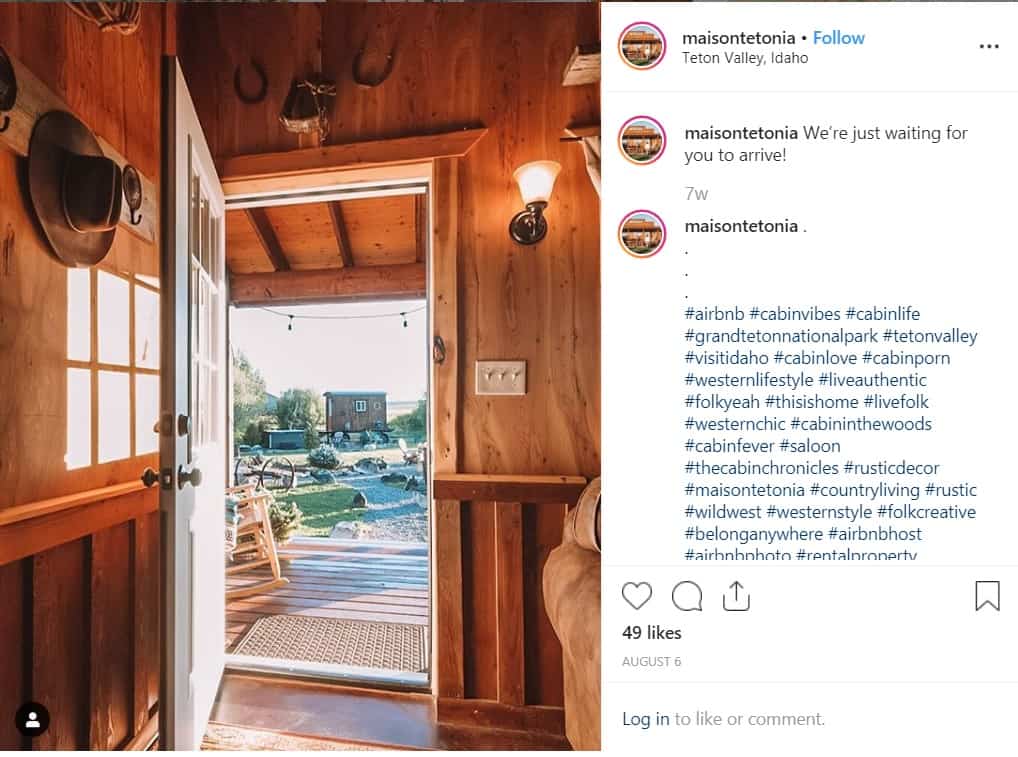 maisontetonia • Follow
Teton Valley, Idaho
maisontetonia We're just waiting for
you to arrive!
7w
maisontetonia .
.
.
.
#airbnb #cabinvibes #cabinlife
#grandtetonnationalpark #tetonvalley
#visitidaho #cabinlove #cabinporn
#westernlifestyle #liveauthentic
#folkyeah #thisishome #livefolk
#westernchic #cabininthewoods
#cabinfever #saloon
#thecabinchronicles #rusticdecor
#maisontetonia #countryliving #rustic
#wildwest #westernstyle #folkcreative
#belonganywhere #airbnbhost
#airbnbphoto #rentalproperty
49 likes
AUGUST 6
Log in to like or comment.